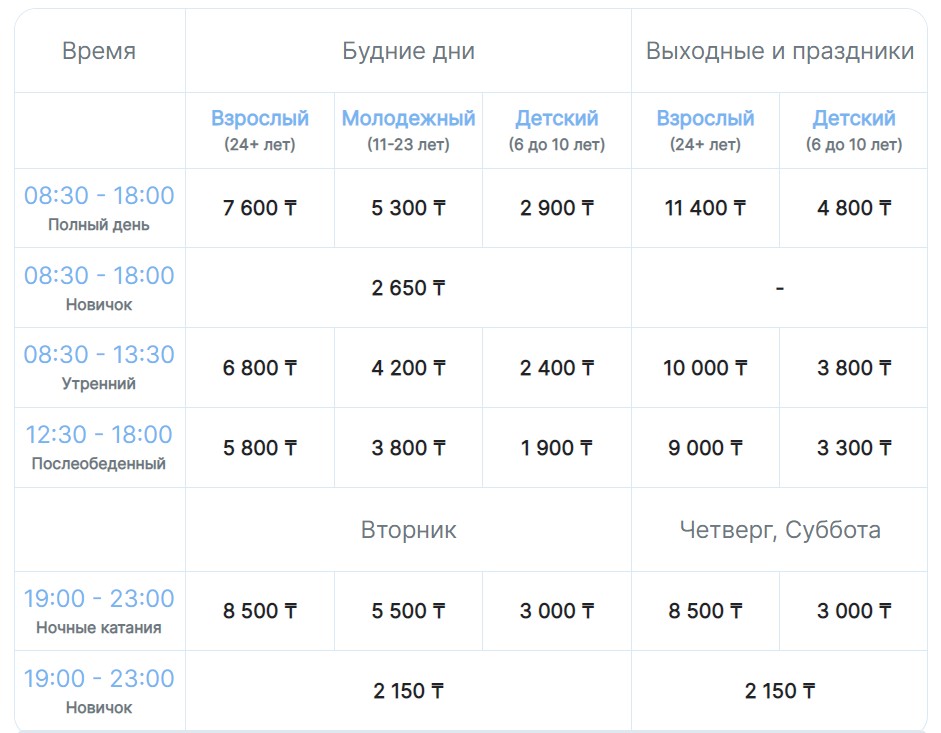 Время Будние дни Выходные и праздники
Взрослый Молодежный Детский Взрослый Детский
(24+ лет) (11-23 лет) (6 до 10 лет) (24+ лет) (6 до 10 лет)
08:30 - 18:00
Полный день
7 600 ₸ 5 300 ₸ 2 900 ₸ 11 400 ₸ 4 800 ₸
08:30 - 18:00
Новичок
2 650 ₸ -
08:30 - 13:30
Утренний
6 800 ₸ 4 200 ₸ 2 400 ₸ 10 000 ₸ 3 800 ₸
12:30 - 18:00
Послеобеденный
5 800 ₸ 3 800 ₸ 1 900 ₸ 9 000 ₸ 3 300 ₸
Вторник Четверг, Суббота
19:00 - 23:00
Ночные катания
8 500 ₸ 5 500 ₸ 3 000 ₸ 8 500 ₸ 3 000 ₸
19:00 - 23:00
Новичок
2 150 ₸ 2 150 ₸